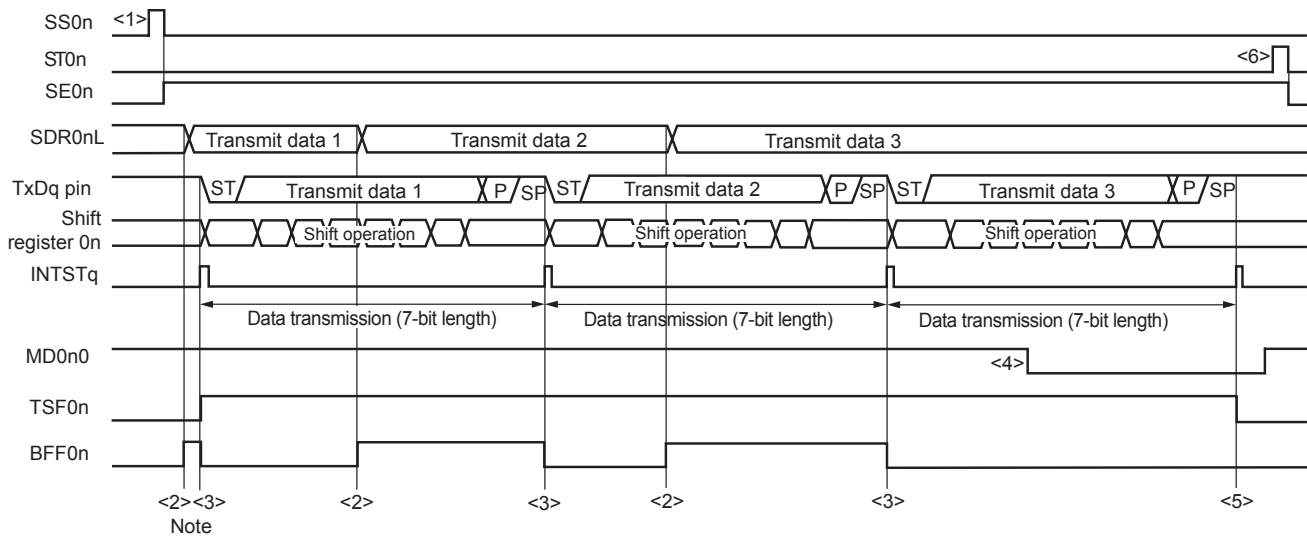 SS0n <1>
ST0n <6>
SE0n
SDR0nL Transmit data 1 Transmit data 2 Transmit data 3
TxDq pin ST Transmit data 1 P SP ST Transmit data 2 P SP ST Transmit data 3 P SP
Shift
register 0n Shift operation Shift operation Shift operation
INTSTq
Data transmission (7-bit length) Data transmission (7-bit length) Data transmission (7-bit length)
MD0n0 <4>
TSF0n
BFF0n
<2> <3> <2> <3> <2> <3> <5>
Note